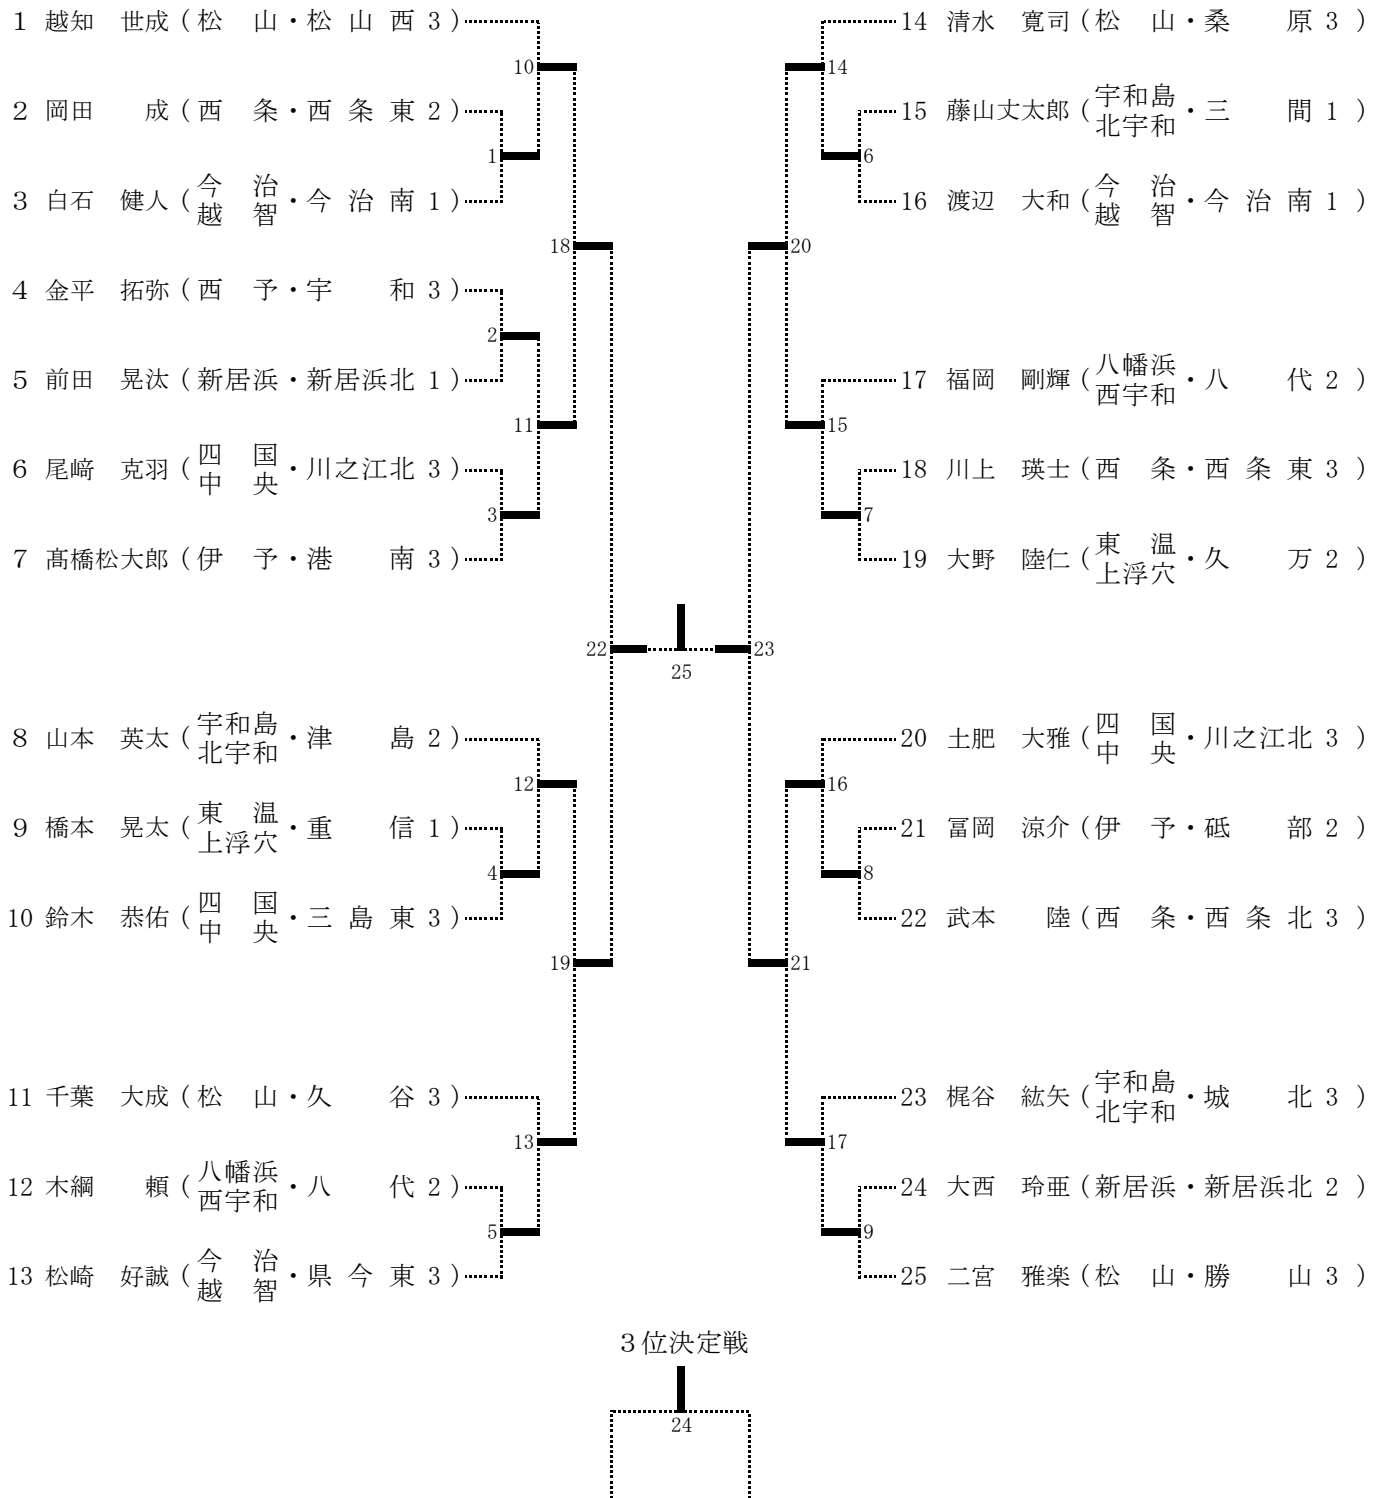 1 越知 世成（松 山・松 山 西 3）
10
2 岡田 成（西 条・西 条 東 2）
1
3 白石 健人（今 治 越 智・今 治 南 1）
18
4 金平 拓弥（西 予・宇 和 3）
2
5 前田 晃汰（新居浜・新居浜北 1）
11
6 尾﨑 克羽（四 国 中 央・川之江北 3）
3
7 髙橋松大郎（伊 予・港 南 3）
22
8 山本 英太（宇和島 北宇和・津 島 2）
12
9 橋本 晃太（東 温 上浮穴・重 信 1）
4
10 鈴木 恭佑（四 国 中 央・三 島 東 3）
19
11 千葉 大成（松 山・久 谷 3）
13
12 木綱 頼（八幡浜 西宇和・八 代 2）
5
13 松崎 好誠（今 治 越 智・県 今 東 3）
25
14 清水 寛司（松 山・桑 原 3）
14
15 藤山丈太郎（宇和島 北宇和・三 間 1）
6
16 渡辺 大和（今 治 越 智・今 治 南 1）
20
17 福岡 剛輝（八幡浜 西宇和・八 代 2）
15
18 川上 瑛士（西 条・西 条 東 3）
7
19 大野 陸仁（東 温 上浮穴・久 万 2）
23
20 土肥 大雅（四 国 中 央・川之江北 3）
16
21 冨岡 涼介（伊 予・砥 部 2）
8
22 武本 陸（西 条・西 条 北 3）
21
23 梶谷 紘矢（宇和島 北宇和・城 北 3）
17
24 大西 玲亜（新居浜・新居浜北 2）
9
25 二宮 雅楽（松 山・勝 山 3）
３位決定戦
24